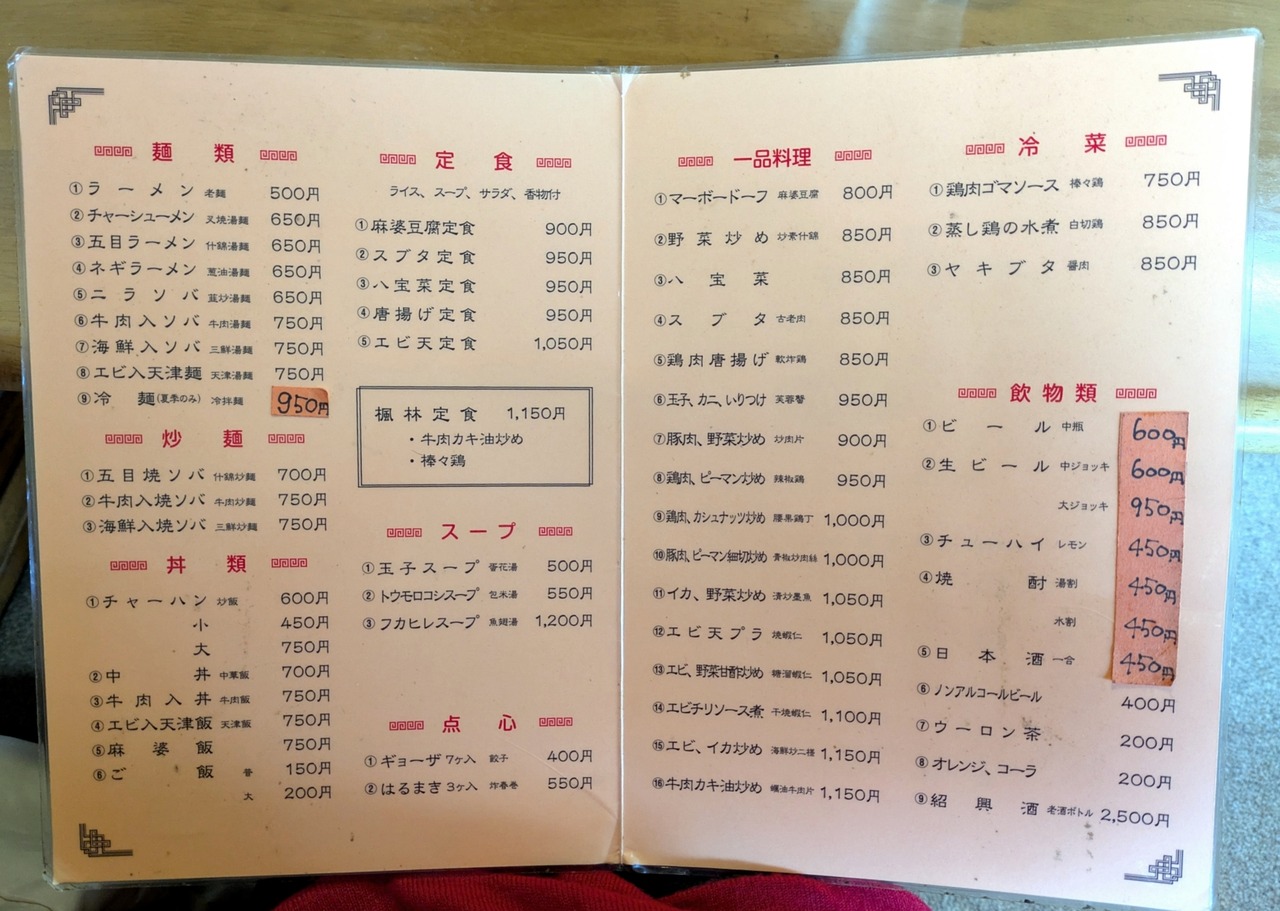 麺類
①ラーメン 老麺 500円
②チャーシューメン 叉焼湯麺 650円
③五目ラーメン 什錦湯麺 650円
④ネギラーメン 葱油湯麺 650円
⑤ニラソバ 韮炒湯麺 650円
⑥牛肉入ソバ 牛肉湯麺 750円
⑦海鮮入ソバ 三鮮湯麺 750円
⑧エビ入天津麺 天津湯麺 750円
⑨冷麺(夏季のみ) 冷拌麺 950円
炒麺
①五目焼ソバ 什錦炒麺 700円
②牛肉入焼ソバ 牛肉炒麺 750円
③海鮮入焼ソバ 三鮮炒麺 750円
丼類
①チャーハン 炒飯 600円
小 450円
大 750円
②中丼 中華飯 700円
③牛肉入丼 牛肉飯 750円
④エビ入天津飯 天津飯 750円
⑤麻婆飯 750円
⑥ご飯 普 150円
大 200円
定食
ライス、スープ、サラダ、香物付
①麻婆豆腐定食 900円
②スブタ定食 950円
③八宝菜定食 950円
④唐揚げ定食 950円
⑤エビ天定食 1,050円
楓林定食 1,150円
・牛肉カキ油炒め
・棒々鶏
スープ
①玉子スープ 蛋花湯 500円
②トウモロコシスープ 包米湯 550円
③フカヒレスープ 魚翅湯 1,200円
点心
①ギョーザ 7ヶ入 餃子 400円
②はるまき 3ヶ入 炸春巻 550円
一品料理
①マーボードーフ 麻婆豆腐 800円
②野菜炒め 炒素什錦 850円
③八宝菜 850円
④スブタ 古老肉 850円
⑤鶏肉唐揚げ 軟炸鶏 850円
⑥玉子、カニ、いりつけ 芙蓉蟹 950円
⑦豚肉、野菜炒め 炒肉片 900円
⑧鶏肉、ピーマン炒め 辣椒鶏 950円
⑨鶏肉、カシュナッツ炒め 腰果鶏丁 1,000円
⑩豚肉、ピーマン細切炒め 青椒炒肉絲 1,000円
⑪イカ、野菜炒め 清炒墨魚 1,050円
⑫エビ天プラ 焼蝦仁 1,050円
⑬エビ、野菜甘酢炒め 糖溜蝦仁 1,050円
⑭エビチリソース煮 干焼蝦仁 1,100円
⑮エビ、イカ炒め 海鮮炒二様 1,150円
⑯牛肉カキ油炒め 蠣油牛肉片 1,150円
冷菜
①鶏肉ゴマソース 棒々鶏 750円
②蒸し鶏の水煮 白切鶏 850円
③ヤキブタ 醤肉 850円
飲物類
①ビール 中瓶 600円
②生ビール 中ジョッキ 600円
大ジョッキ 950円
③チューハイ レモン 450円
④焼酎 湯割 450円
水割 450円
⑤日本酒 一合 450円
⑥ノンアルコールビール 400円
⑦ウーロン茶 200円
⑧オレンジ、コーラ 200円
⑨紹興酒 老酒ボトル 2,500円